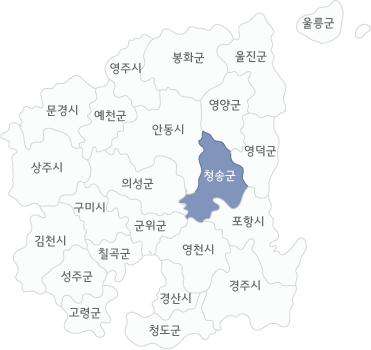 울릉군
울진군
봉화군
영주시
영양군
문경시
예천군
안동시
영덕군
상주시
청송군
의성군
구미시
포항시
군위군
김천시
영천시
칠곡군
성주군
경주시
경산시
고령군
청도군